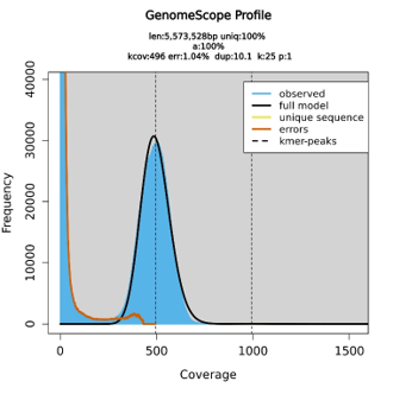 GenomeScope Profile
len:5,573,528bp uniq:100%
a:100%
kcov:496 err:1.04% dup:10.1 k:25 p:1
observed
full model
unique sequence
errors
kmer-peaks
Frequency
40000
30000
20000
10000
0
0 500 1000 1500
Coverage